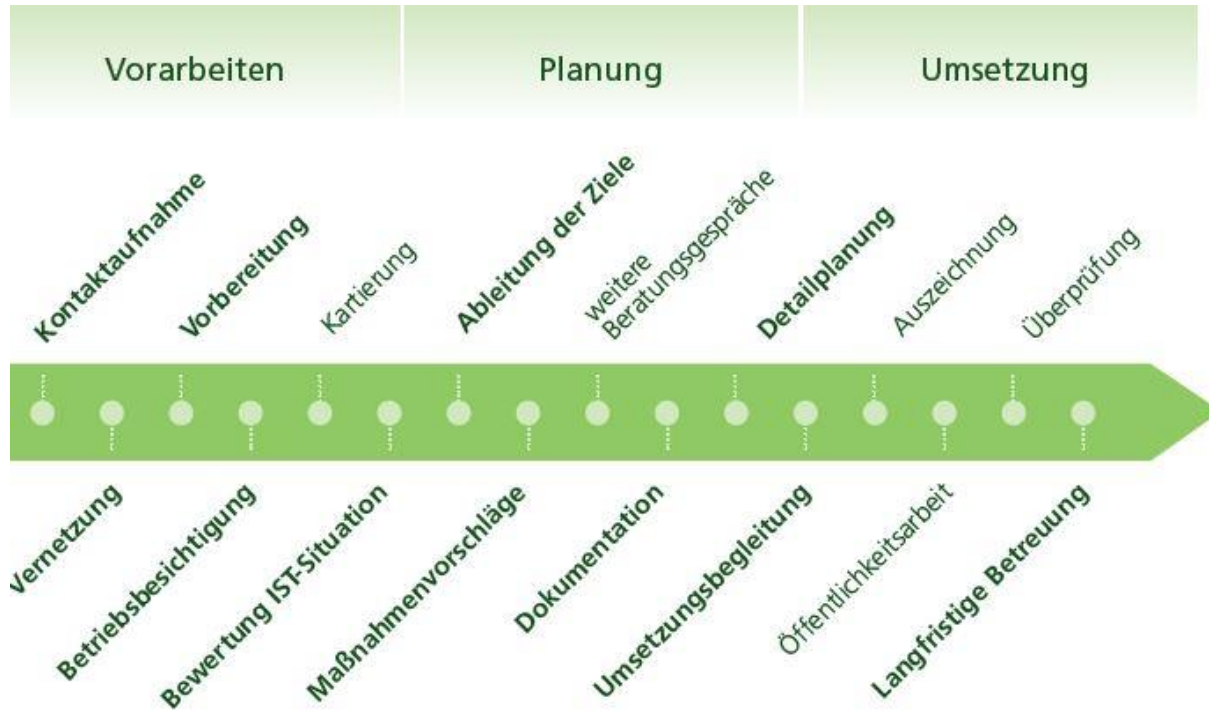 Vorarbeiten
Planung
Umsetzung
Kontaktaufnahme
Vorbereitung
Kartierung
Ableitung der Ziele
weitere
Beratungsgespräche
Detailplanung
Auszeichnung
Überprüfung
Vernetzung
Betriebsbesichtigung
Bewertung IST-Situation
Maßnahmenvorschläge
Dokumentation
Umsetzungsbegleitung
Öffentlichkeitsarbeit
Langfristige Betreuung